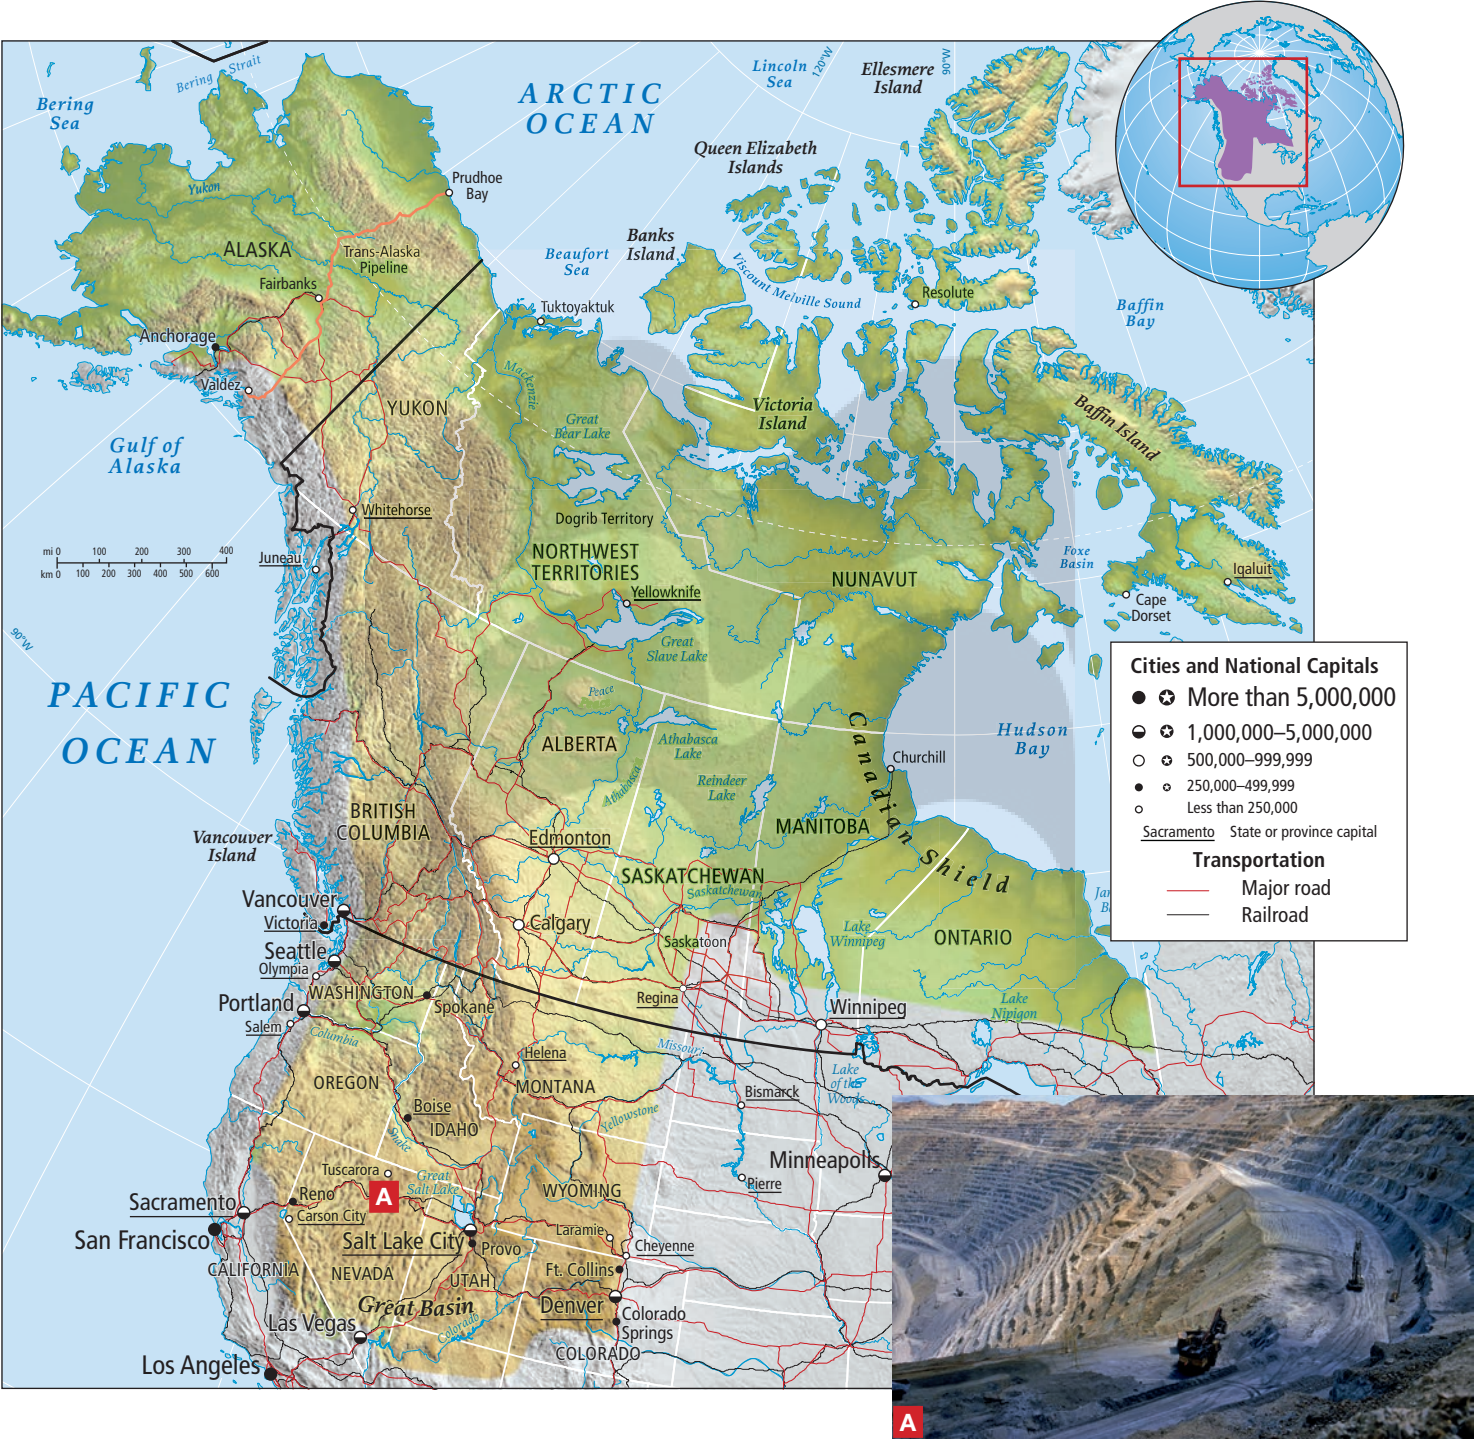 Bering Strait
Bering
Sea
ARCTIC
OCEAN
Lincoln
Sea
120°W
Ellesmere
Island
90°W
Queen Elizabeth
Islands
Prudhoe
Bay
Yukon
ALASKA
Trans-Alaska
Pipeline
Fairbanks
Banks
Island
Beaufort
Sea
Viscount Melville Sound
Resolute
Baffin
Bay
Tuktoyaktuk
Anchorage
Valdez
Mackenzie
YUKON
Great
Bear Lake
Victoria
Island
Baffin Island
Gulf of
Alaska
Whitehorse
Dogrib Territory
NORTHWEST
TERRITORIES
NUNAVUT
Foxe
Basin
Iqaluit
Cape
Dorset
mi 0 100 200 300 400
km 0 100 200 300 400 500 600
Juneau
Yellowknife
Great
Slave Lake
90°W
PACIFIC
OCEAN
Peace
ALBERTA
Athabasca
Lake
Athabasca
Reindeer
Lake
Canadian Shield
Churchill
Hudson
Bay
BRITISH
COLUMBIA
MANITOBA
Vancouver
Island
Edmonton
SASKATCHEWAN
Saskatchewan
Vancouver
Victoria
Calgary
Saskatoon
Lake
Winnipeg
ONTARIO
Seattle
Olympia
WASHINGTON
Spokane
Regina
Winnipeg
Lake
Nipigon
Portland
Salem
Columbia
Missouri
Helena
MONTANA
Lake
of the
Woods
OREGON
Boise
IDAHO
Snake
Yellowstone
Bismarck
Minneapolis
Pierre
Tuscarora
Great
Salt Lake
WYOMING
Sacramento
Reno
A
Carson City
San Francisco
Salt Lake City
Provo
Laramie
Cheyenne
CALIFORNIA
NEVADA
UTAH
Ft. Collins
Great Basin
Denver
Colorado
Springs
Las Vegas
Colorado
COLORADO
Los Angeles
Cities and National Capitals
More than 5,000,000
1,000,000–5,000,000
500,000–999,999
250,000–499,999
Less than 250,000
Sacramento State or province capital
Transportation
Major road
Railroad
A